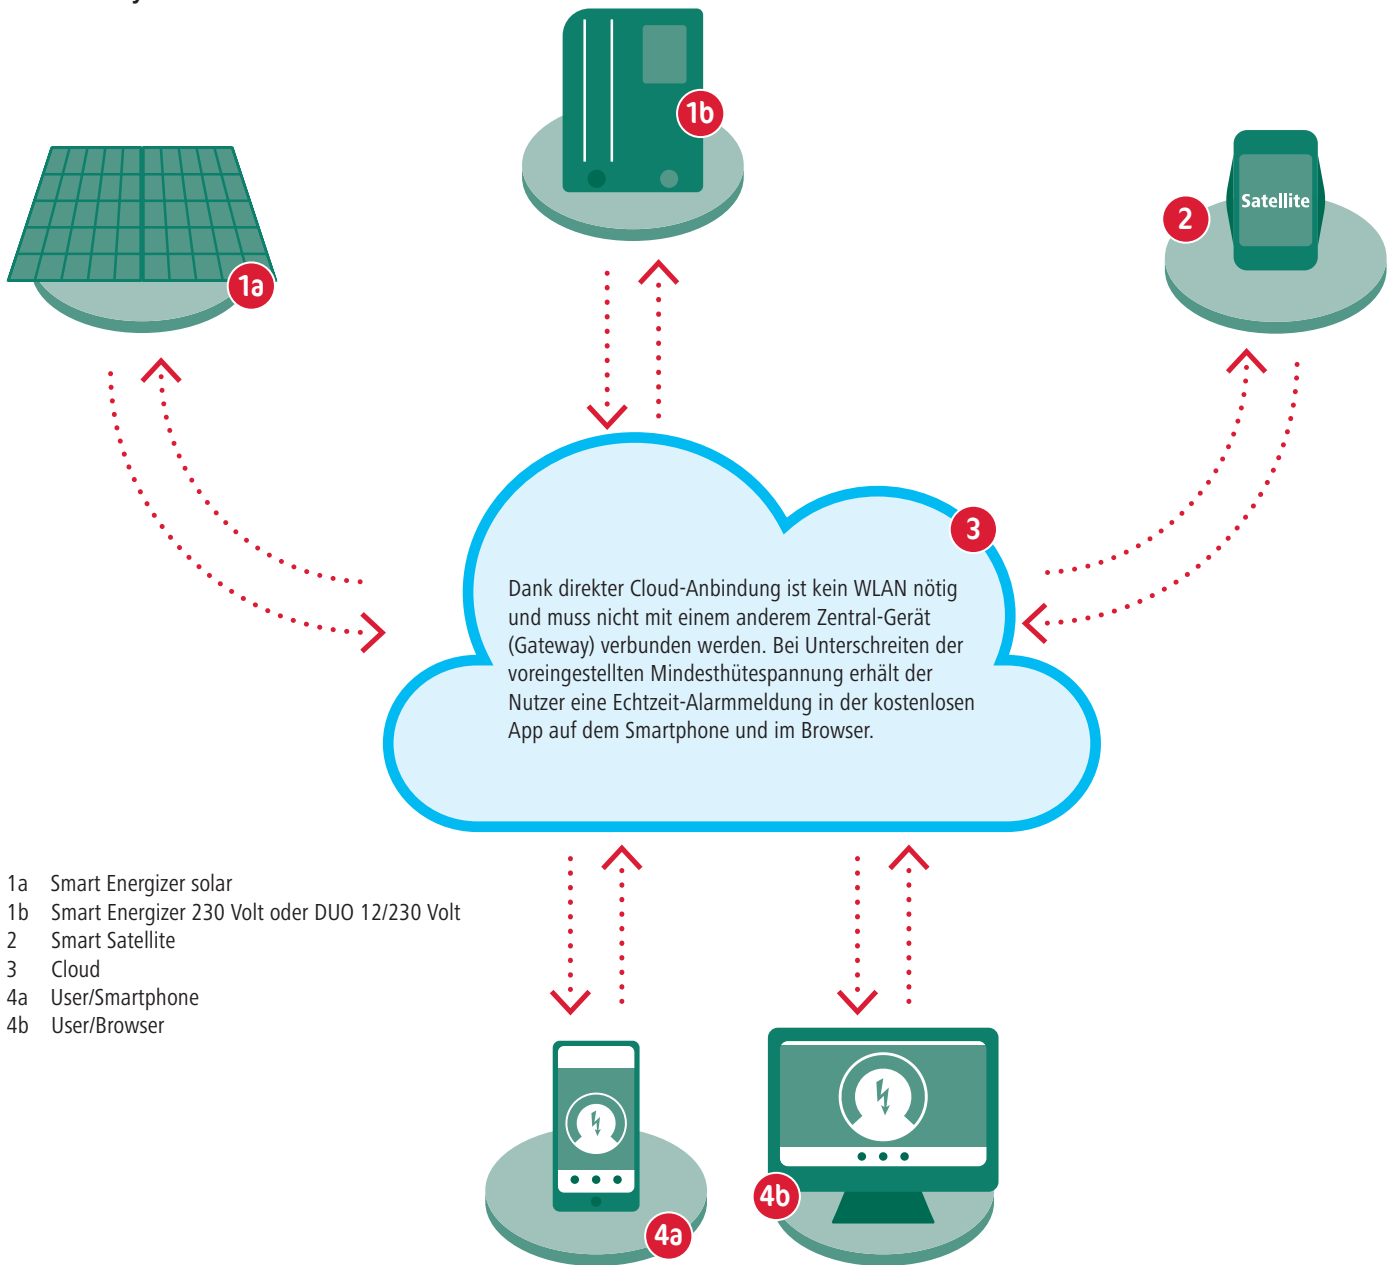 1b
1a
2
Satellite
3
Dank direkter Cloud-Anbindung ist kein WLAN nötig
und muss nicht mit einem anderem Zentral-Gerät
(Gateway) verbunden werden. Bei Unterschreiten der
voreingestellten Mindesthütespannung erhält der
Nutzer eine Echtzeit-Alarmmeldung in der kostenlosen
App auf dem Smartphone und im Browser.
1a Smart Energizer solar
1b Smart Energizer 230 Volt oder DUO 12/230 Volt
2 Smart Satellite
3 Cloud
4a User/Smartphone
4b User/Browser
4a
4b